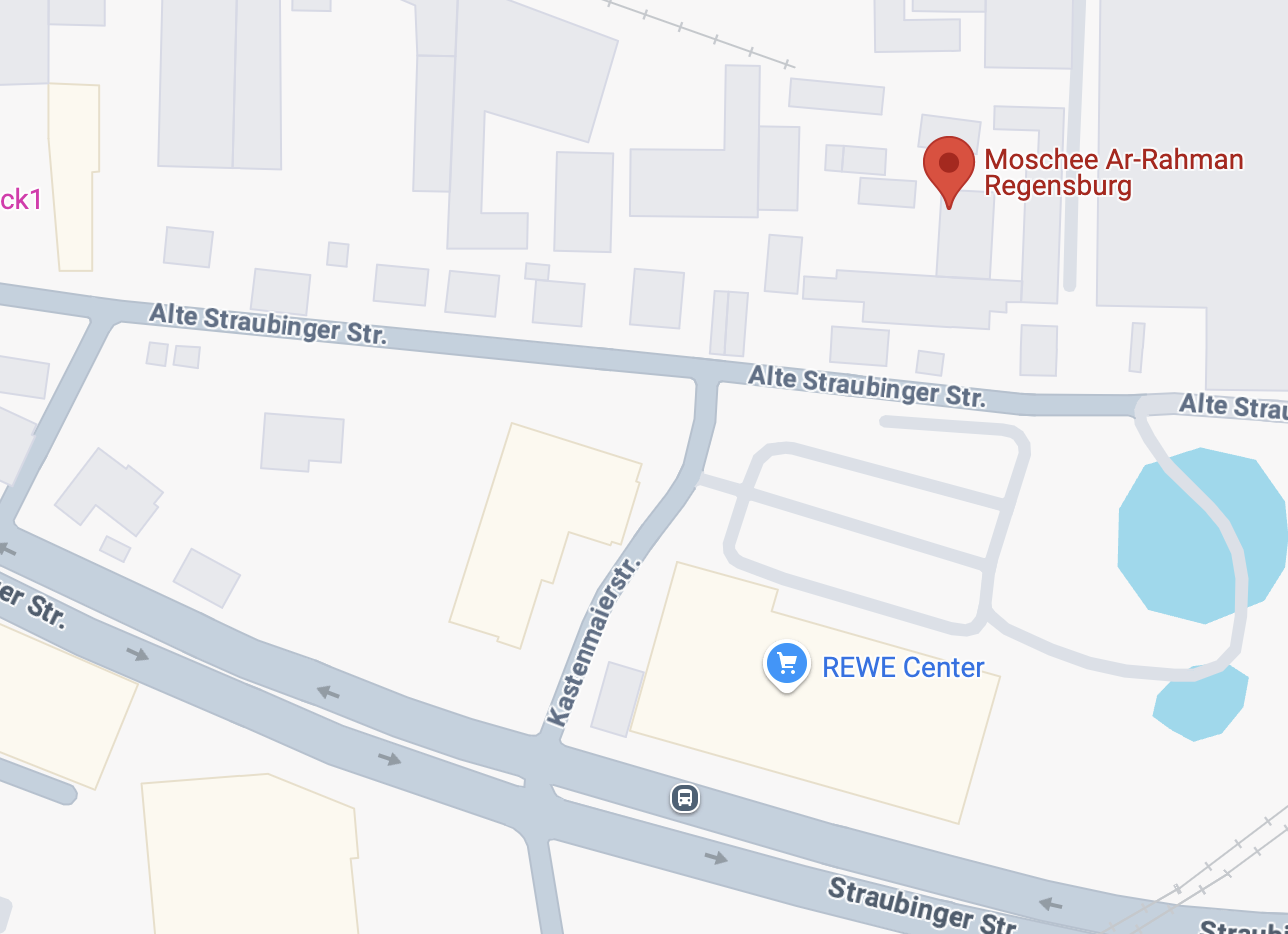 Moschee Ar-Rahman
Regensburg
ck1
Alte Straubinger Str.
Alte Straubinger Str.
Alte Strau
Kastenmaierstr.
er Str.
REWE Center
Straubinger Str.
Straubi